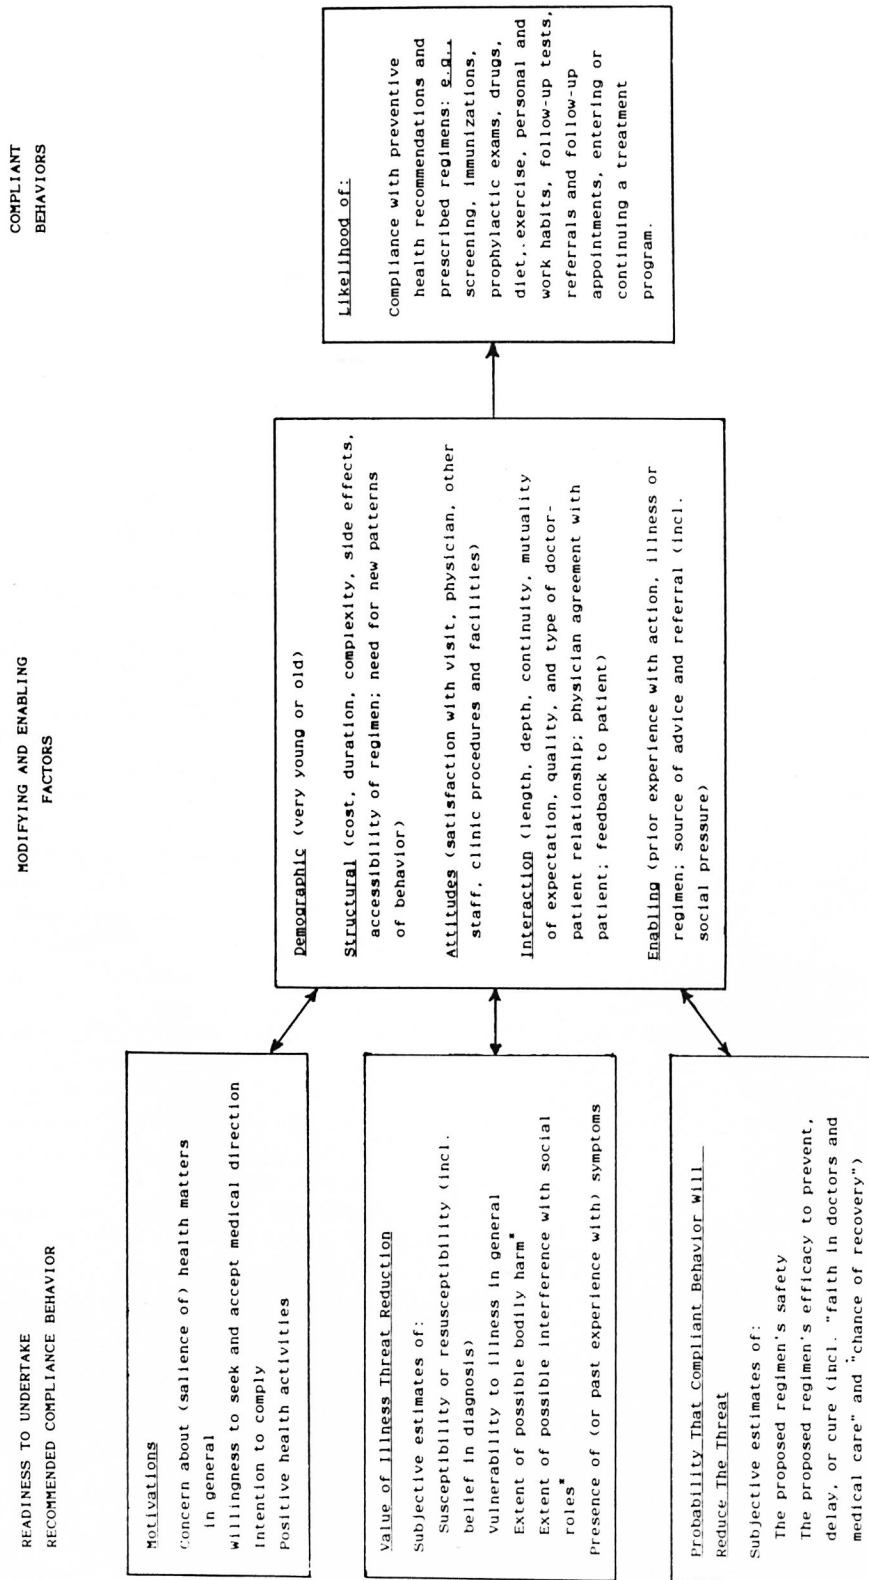 READINESS TO UNDERTAKE
RECOMMENDED COMPLIANCE BEHAVIOR
MODIFYING AND ENABLING
FACTORS
COMPLIANT
BEHAVIORS
Motivations
Concern about (salience of) health matters
in general
Willingness to seek and accept medical direction
Intention to comply
Positive health activities
Value of Illness Threat Reduction
Subjective estimates of:
Susceptibility or resusceptibility (incl.
belief in diagnosis)
Vulnerability to illness in general
Extent of possible bodily harm*
Extent of possible interference with social
roles*
Presence of (or past experience with) symptoms
Probability That Compliant Behavior Will
Reduce The Threat
Subjective estimates of:
The proposed regimen's safety
The proposed regimen's efficacy to prevent,
delay, or cure (incl. "faith in doctors and
medical care" and "chance of recovery")
Demographic (very young or old)
Structural (cost, duration, complexity, side effects,
accessibility of regimen; need for new patterns
of behavior)
Attitudes (satisfaction with visit, physician, other
staff, clinic procedures and facilities)
Interaction (length, depth, continuity, mutuality
of expectation, quality, and type of doctor-
patient relationship; physician agreement with
patient; feedback to patient)
Enabling (prior experience with action, illness or
regimen; source of advice and referral (incl.
social pressure)
Likelihood of:
Compliance with preventive
health recommendations and
prescribed regimens: e.g.,
screening, immunizations,
prophylactic exams, drugs,
diet,.exercise, personal and
work habits, follow-up tests,
referrals and follow-up
appointments, entering or
continuing a treatment
program.